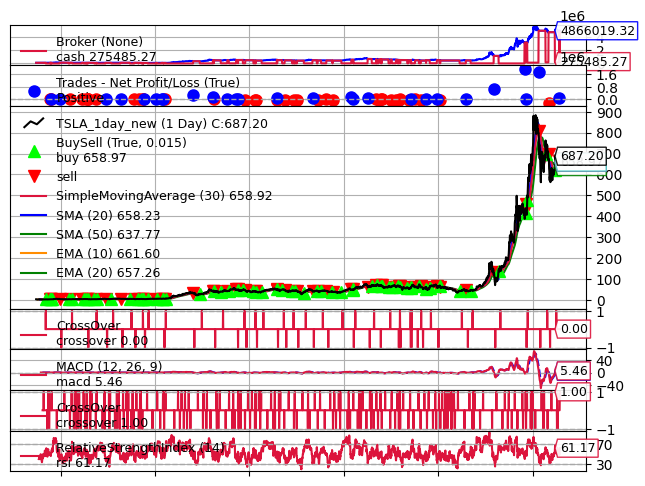 1e6
Broker (None)
cash 275485.27
4866019.32
2
275485.27
1e6
Trades - Net Profit/Loss (True)
Positive
1.6
0.8
0.0
TSLA_1day_new (1 Day) C:687.20
BuySell (True, 0.015)
buy 658.97
sell
SimpleMovingAverage (30) 658.92
SMA (20) 658.23
SMA (50) 637.77
EMA (10) 661.60
EMA (20) 657.26
900
800
687.20
600
500
400
300
200
100
0
CrossOver
crossover 0.00
1
0.00
−1
MACD (12, 26, 9)
macd 5.46
40
5.46
0
−40
CrossOver
crossover 1.00
1.00
1
−1
RelativeStrengthIndex (14)
rsi 61.17
70
61.17
30